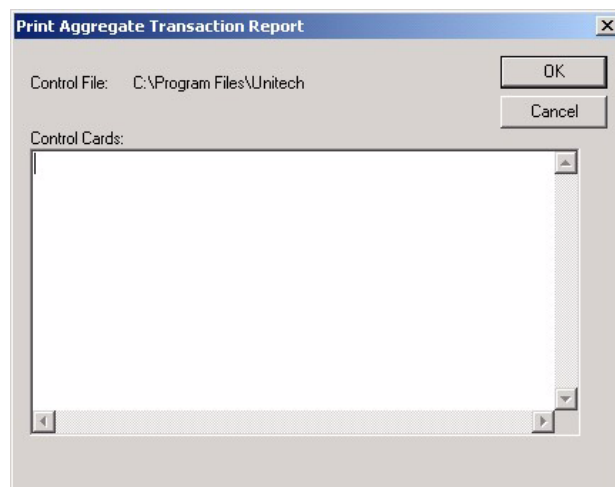 Print Aggregate Transaction Report
OK
Control File: C:\Program Files\Unitech
Cancel
Control Cards: